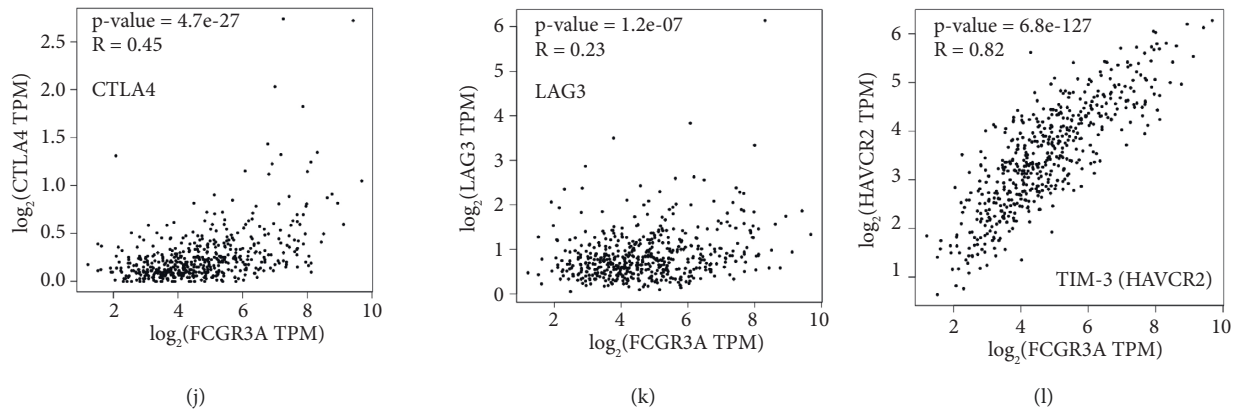 p-value = 4.7e-27
R = 0.45
CTLA4
log2(CTLA4 TPM)
2.5
2.0
1.5
1.0
0.5
0.0
2 4 6 8 10
log2(FCGR3A TPM)
(j)
p-value = 1.2e-07
R = 0.23
LAG3
log2(LAG3 TPM)
6
5
4
3
2
1
0
2 4 6 8 10
log2(FCGR3A TPM)
(k)
p-value = 6.8e-127
R = 0.82
log2(HAVCR2 TPM)
6
5
4
3
2
1
TIM-3 (HAVCR2)
2 4 6 8 10
log2(FCGR3A TPM)
(l)